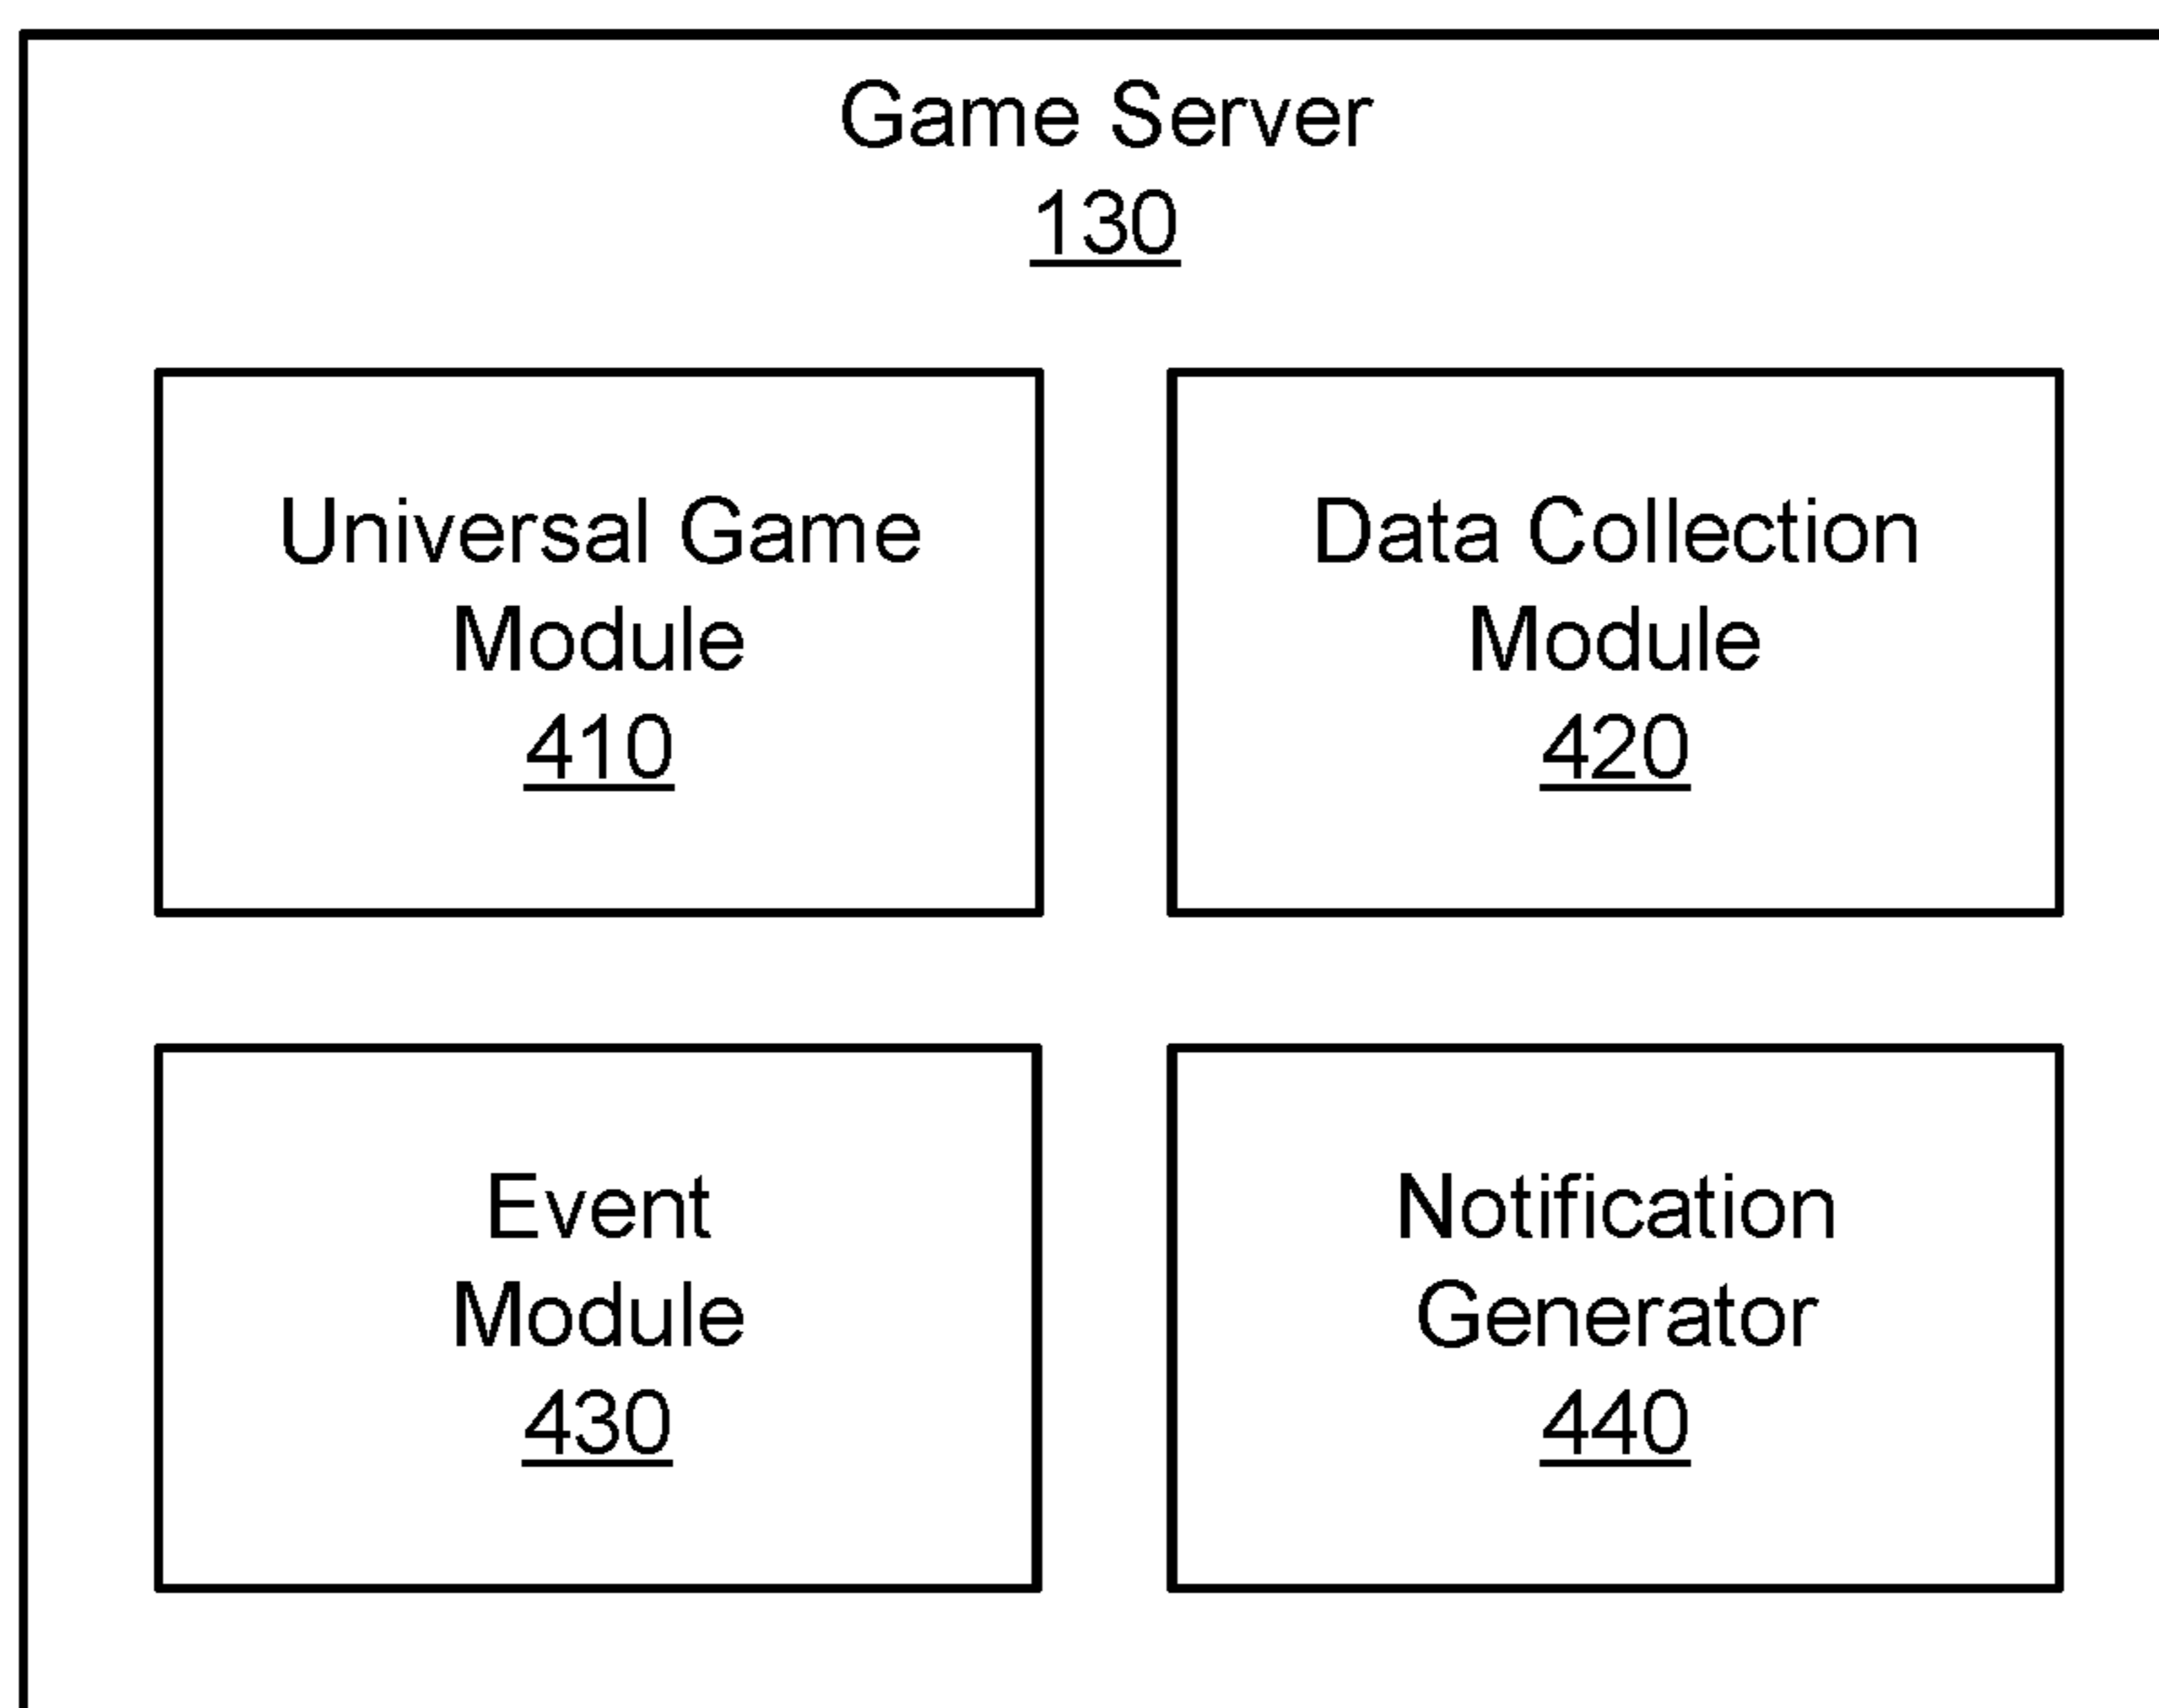 Game Server
130
Universal Game
Module
410
Data Collection
Module
420
Event
Module
430
Notification
Generator
440